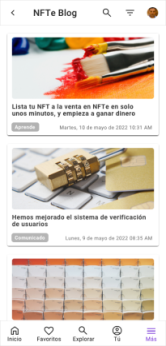 NFTe Blog
Lista tu NFT a la venta en NFTe en solo
unos minutos, y empieza a ganar dinero
Aprende
Martes, 10 de mayo de 2022 10:31 AM
Hemos mejorado el sistema de verificación
de usuarios
Comunicado
Lunes, 9 de mayo de 2022 08:35 AM
Inicio
Favoritos
Explorar
Tú
Más